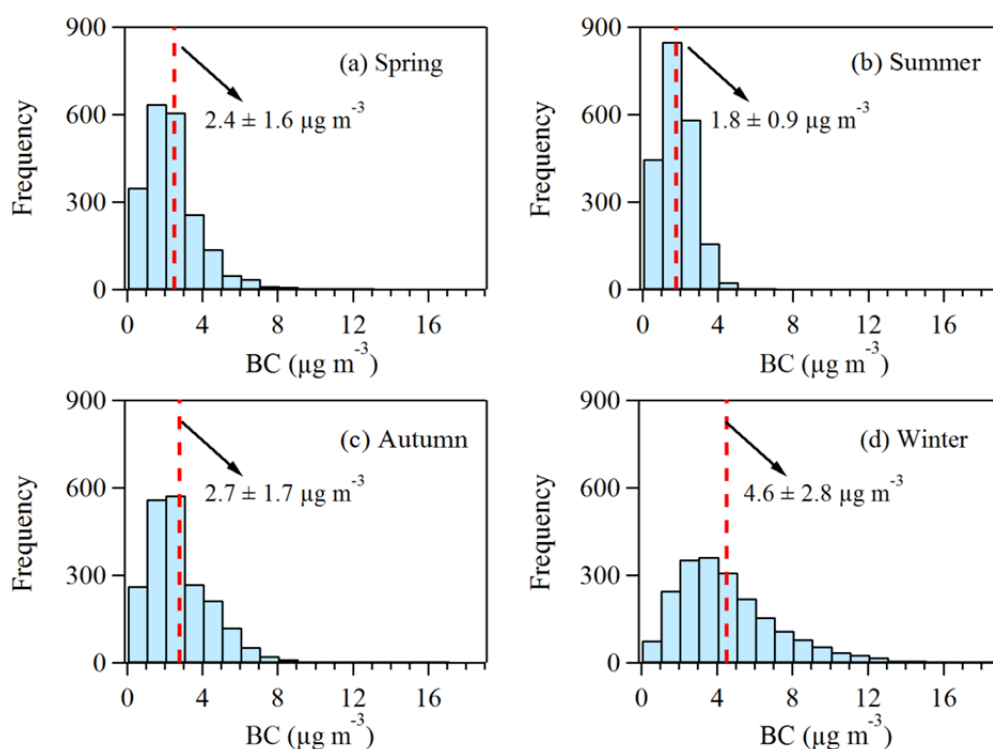 (a) Spring
2.4 ± 1.6 µg m⁻³
Frequency
900
600
300
0
0 4 8 12 16
BC (µg m⁻³)
(b) Summer
1.8 ± 0.9 µg m⁻³
Frequency
900
600
300
0
0 4 8 12 16
BC (µg m⁻³)
(c) Autumn
2.7 ± 1.7 µg m⁻³
Frequency
900
600
300
0
0 4 8 12 16
BC (µg m⁻³)
(d) Winter
4.6 ± 2.8 µg m⁻³
Frequency
900
600
300
0
0 4 8 12 16
BC (µg m⁻³)